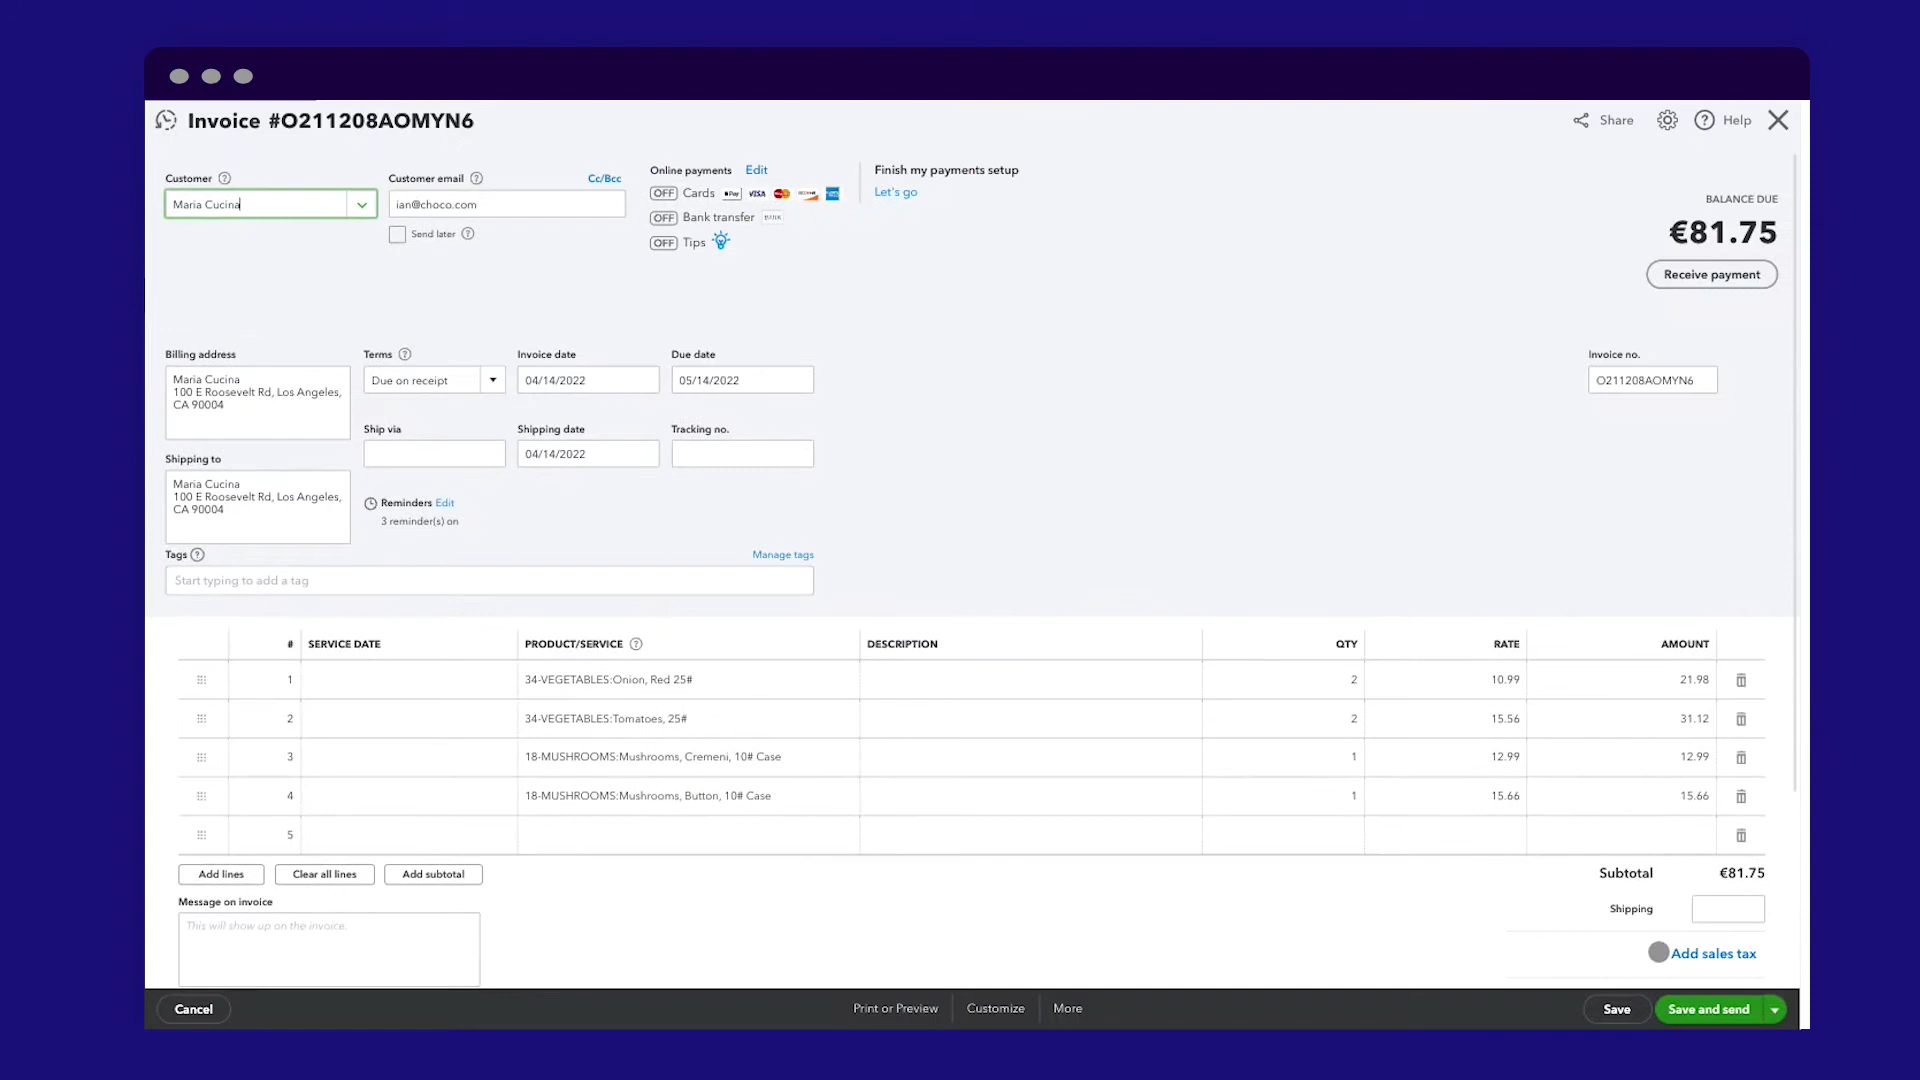 Invoice #O211208AOMYN6
Share
Help
Customer
Maria Cucina
Customer email
Cc/Bcc
ian@choco.com
Send later
Online payments Edit
OFF Cards Pay VISA
OFF Bank transfer BANK
OFF Tips
Finish my payments setup
Let's go
BALANCE DUE
€81.75
Receive payment
Billing address
Maria Cucina
100 E Roosevelt Rd, Los Angeles,
CA 90004
Terms
Due on receipt
Invoice date
04/14/2022
Due date
05/14/2022
Invoice no.
O211208AOMYN6
Ship via
Shipping date
04/14/2022
Tracking no.
Shipping to
Maria Cucina
100 E Roosevelt Rd, Los Angeles,
CA 90004
Reminders Edit
3 reminder(s) on
Tags
Manage tags
Start typing to add a tag
# SERVICE DATE PRODUCT/SERVICE DESCRIPTION QTY RATE AMOUNT
1 34-VEGETABLES:Onion, Red 25# 2 10.99 21.98
2 34-VEGETABLES:Tomatoes, 25# 2 15.56 31.12
3 18-MUSHROOMS:Mushrooms, Cremeni, 10# Case 1 12.99 12.99
4 18-MUSHROOMS:Mushrooms, Button, 10# Case 1 15.66 15.66
5
Add lines Clear all lines Add subtotal
Subtotal €81.75
Message on invoice
This will show up on the invoice.
Shipping
Add sales tax
Cancel
Print or Preview
Customize
More
Save
Save and send